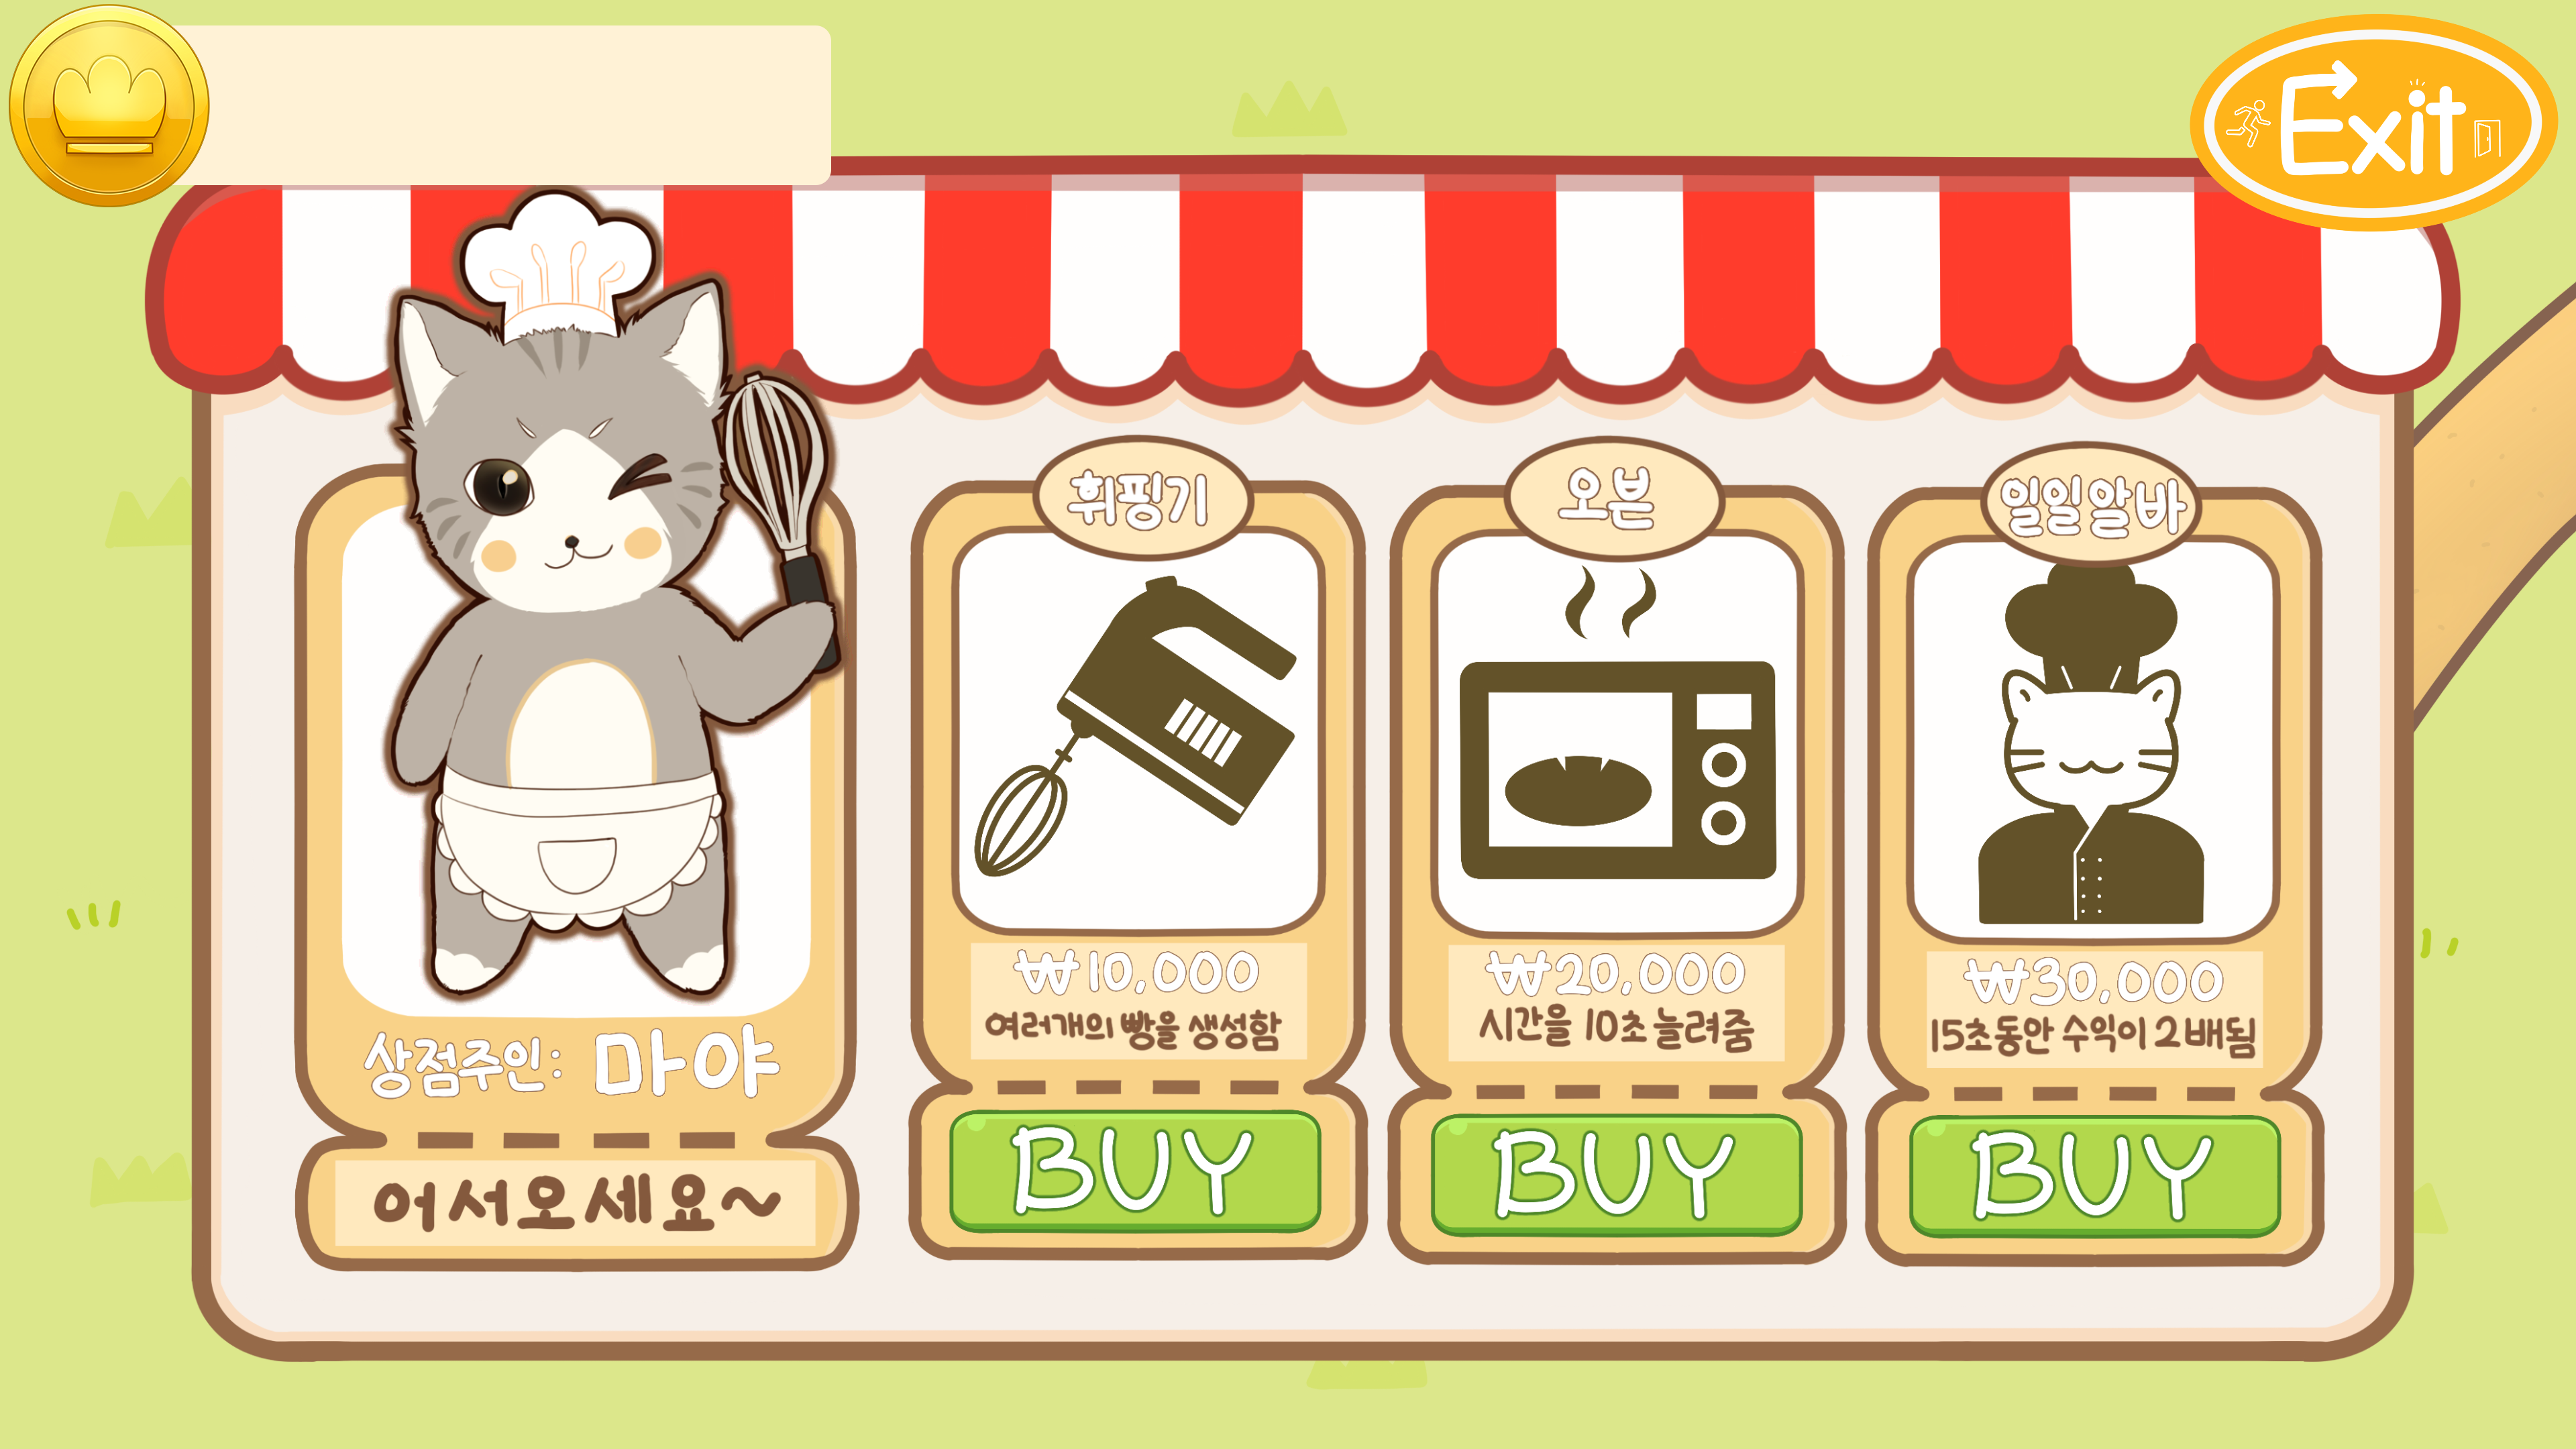 Exit
상점주인: 마야
어서오세요~
휘핑기
₩10,000
여러개의 빵을 생성함
BUY
오븐
₩20,000
시간을 10초 늘려줌
BUY
일일알바
₩30,000
15초동안 수익이 2배됨
BUY